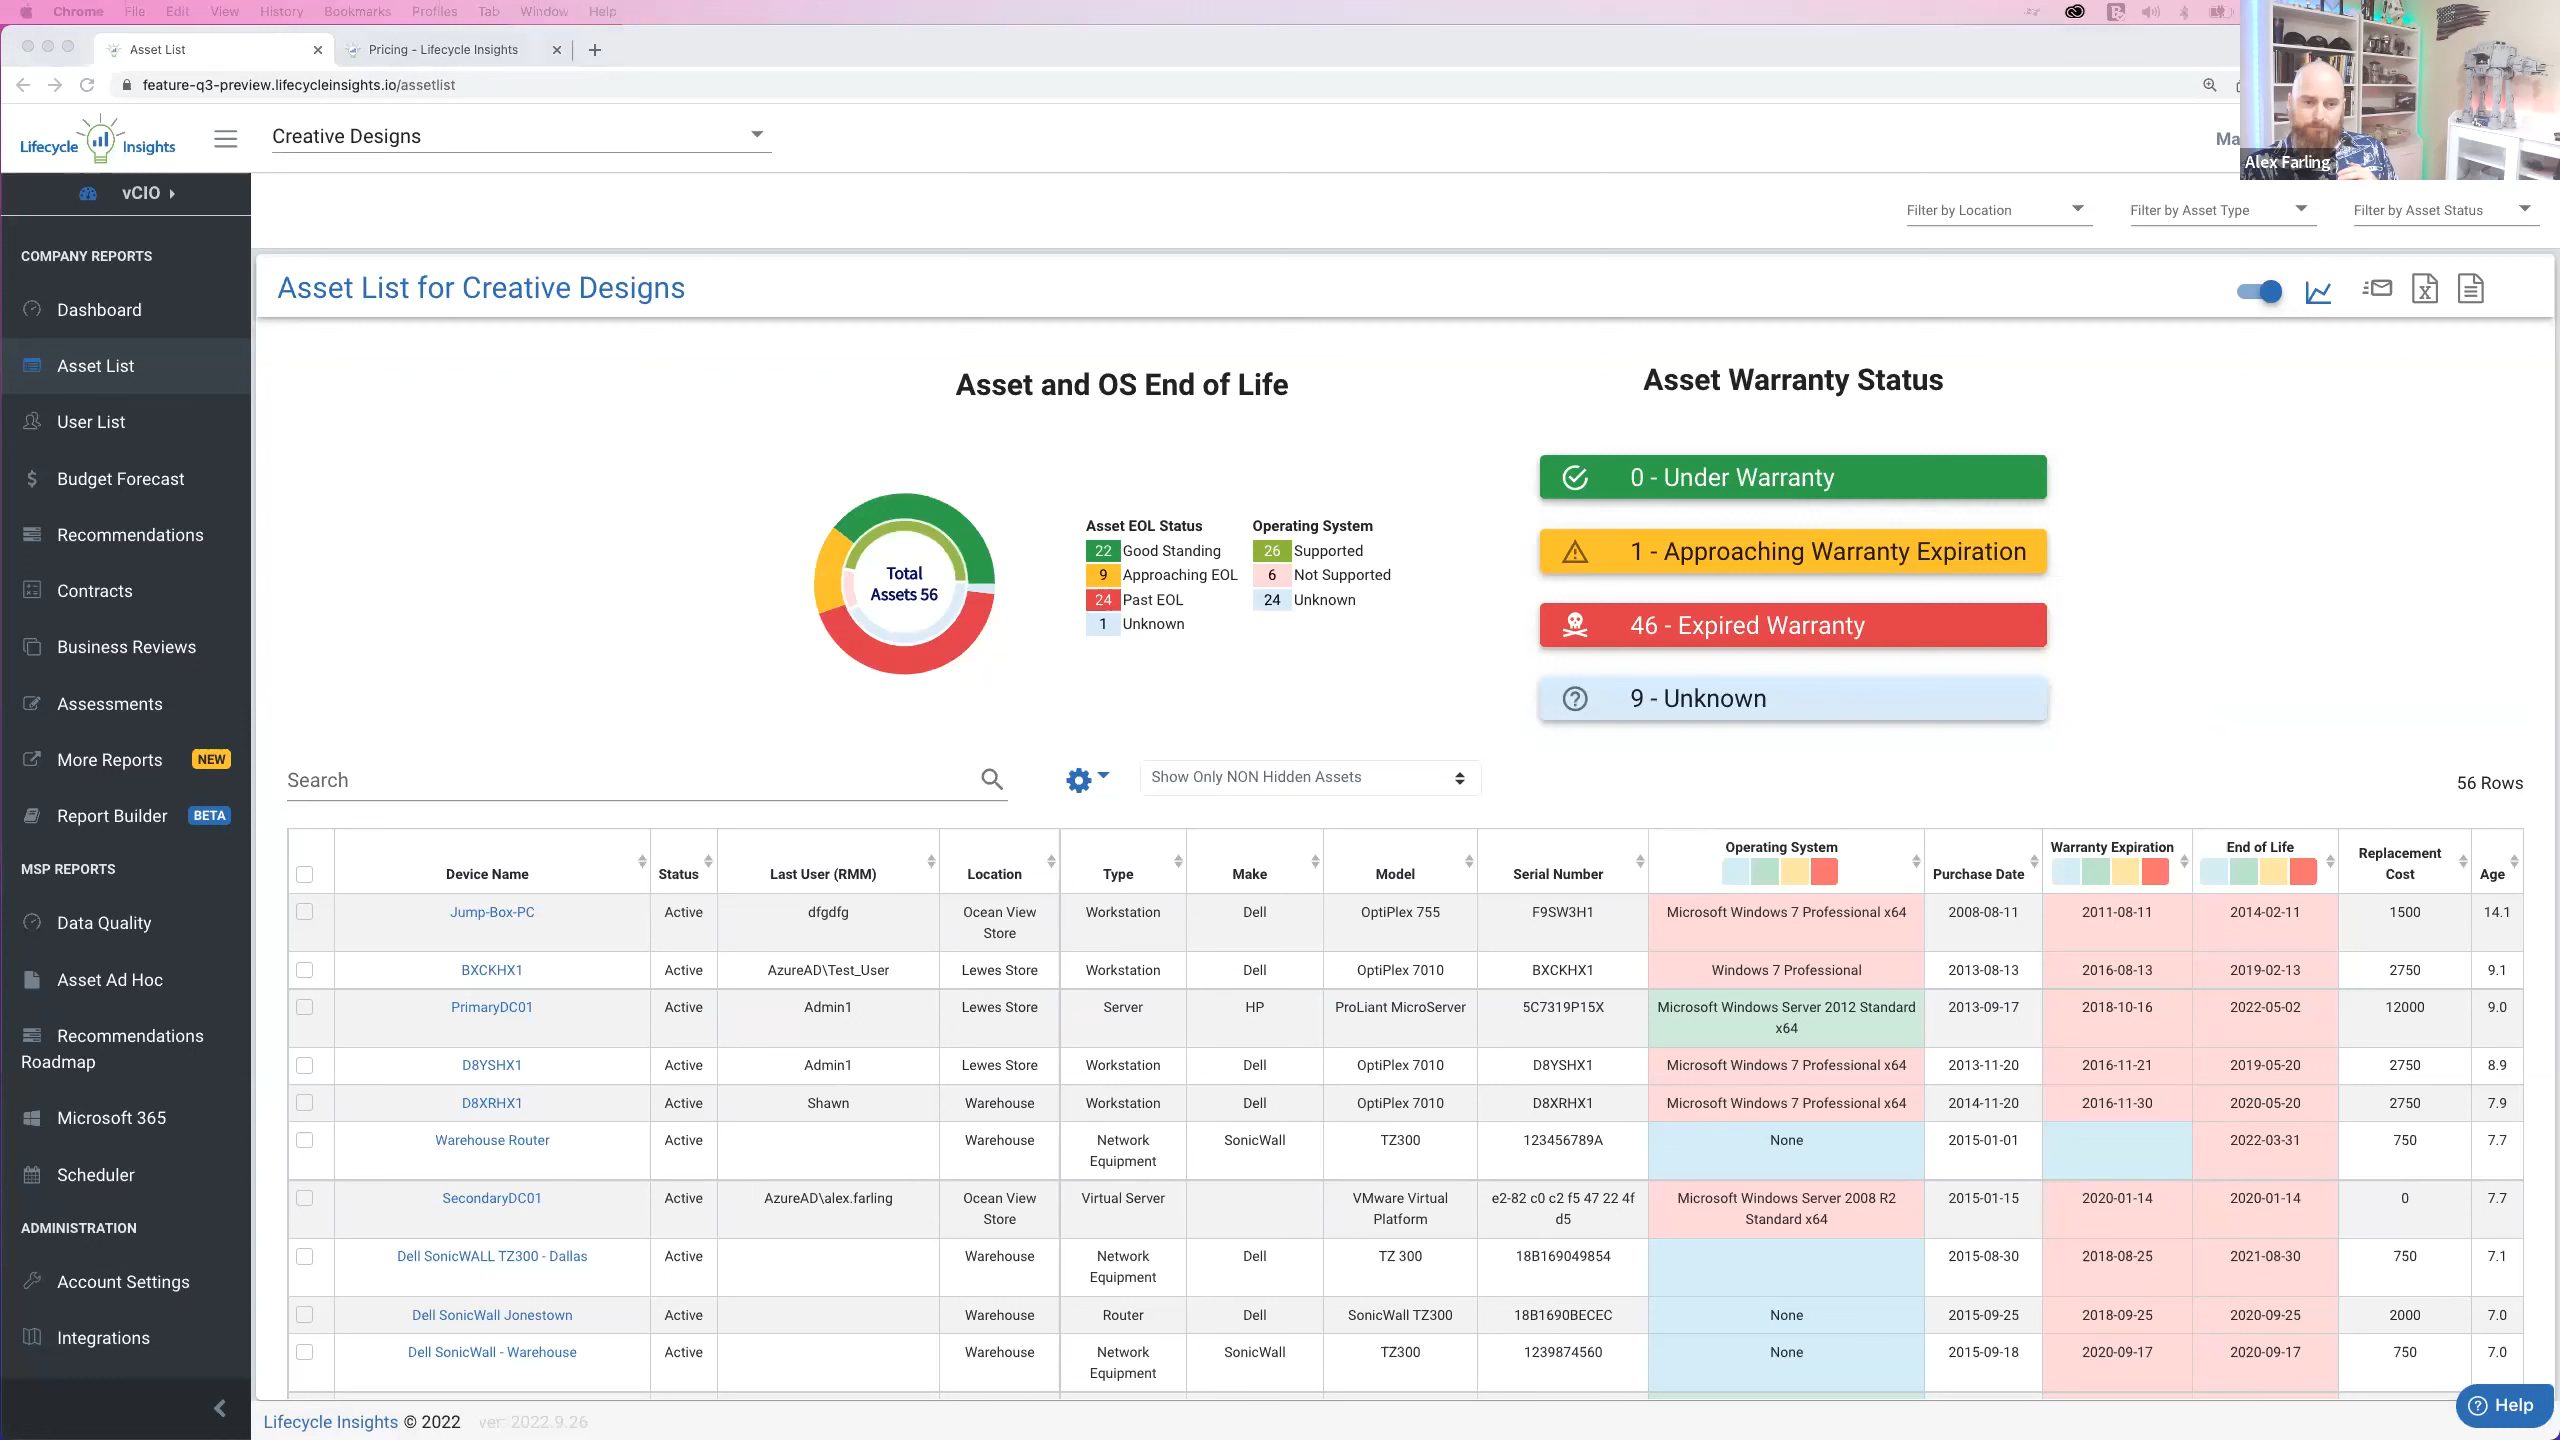 Chrome File Edit View History Bookmarks Profiles Tab Window Help
Asset List
Pricing - Lifecycle Insights
feature-q3-preview.lifecycleinsights.io/assetlist
Lifecycle Insights
Creative Designs
Ma
Alex Farling
vCIO
Filter by Location
Filter by Asset Type
Filter by Asset Status
COMPANY REPORTS
Dashboard
Asset List
User List
Budget Forecast
Recommendations
Contracts
Business Reviews
Assessments
More Reports NEW
Report Builder BETA
MSP REPORTS
Data Quality
Asset Ad Hoc
Recommendations
Roadmap
Microsoft 365
Scheduler
ADMINISTRATION
Account Settings
Integrations
Asset List for Creative Designs
Asset and OS End of Life
Total
Assets 56
Asset EOL Status
22 Good Standing
9 Approaching EOL
24 Past EOL
1 Unknown
Operating System
26 Supported
6 Not Supported
24 Unknown
Asset Warranty Status
0 - Under Warranty
1 - Approaching Warranty Expiration
46 - Expired Warranty
9 - Unknown
Search
Show Only NON Hidden Assets
56 Rows
Device Name Status Last User (RMM) Location Type Make Model Serial Number Operating System Purchase Date Warranty Expiration End of Life Replacement Cost Age
Jump-Box-PC Active dfgdfg Ocean View Store Workstation Dell OptiPlex 755 F9SW3H1 Microsoft Windows 7 Professional x64 2008-08-11 2011-08-11 2014-02-11 1500 14.1
BXCKHX1 Active AzureAD\Test_User Lewes Store Workstation Dell OptiPlex 7010 BXCKHX1 Windows 7 Professional 2013-08-13 2016-08-13 2019-02-13 2750 9.1
PrimaryDC01 Active Admin1 Lewes Store Server HP ProLiant MicroServer 5C7319P15X Microsoft Windows Server 2012 Standard x64 2013-09-17 2018-10-16 2022-05-02 12000 9.0
D8YSHX1 Active Admin1 Lewes Store Workstation Dell OptiPlex 7010 D8YSHX1 Microsoft Windows 7 Professional x64 2013-11-20 2016-11-21 2019-05-20 2750 8.9
D8XRHX1 Active Shawn Warehouse Workstation Dell OptiPlex 7010 D8XRHX1 Microsoft Windows 7 Professional x64 2014-11-20 2016-11-30 2020-05-20 2750 7.9
Warehouse Router Active Warehouse Network Equipment SonicWall TZ300 123456789A None 2015-01-01 2022-03-31 750 7.7
SecondaryDC01 Active AzureAD\alex.farling Ocean View Store Virtual Server VMware Virtual Platform e2-82 c0 c2 f5 47 22 4f d5 Microsoft Windows Server 2008 R2 Standard x64 2015-01-15 2020-01-14 2020-01-14 0 7.7
Dell SonicWALL TZ300 - Dallas Active Warehouse Network Equipment Dell TZ 300 18B169049854 2015-08-30 2018-08-25 2021-08-30 750 7.1
Dell SonicWall Jonestown Active Warehouse Router Dell SonicWall TZ300 18B1690BECEC None 2015-09-25 2018-09-25 2020-09-25 2000 7.0
Dell SonicWall - Warehouse Active Warehouse Network Equipment SonicWall TZ300 1239874560 None 2015-09-18 2020-09-17 2020-09-17 750 7.0
Lifecycle Insights © 2022 ver: 2022.9.26
Help